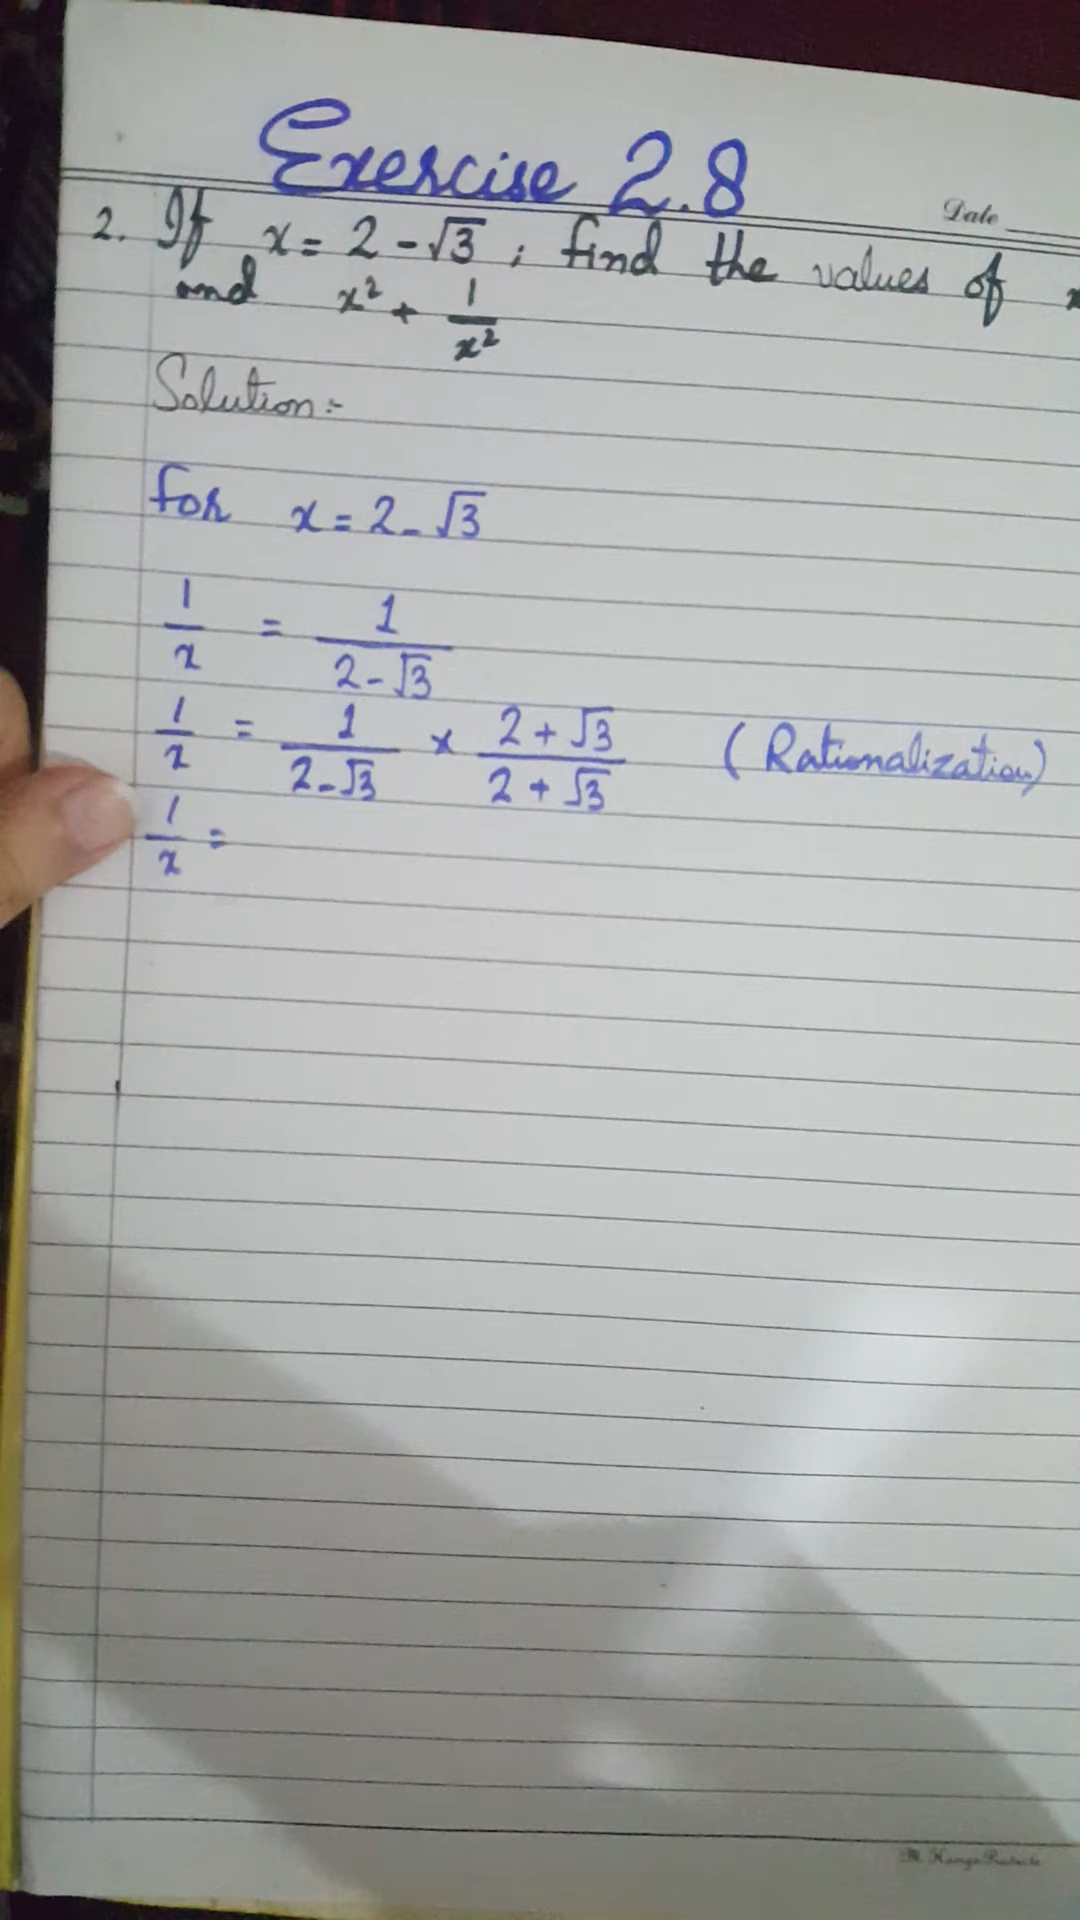 Exercise 2.8
Date
2. If x = 2 - √3 ; find the values of x
and x² + 1/x²
Solution:-
for x = 2 - √3
1/x = 1/(2 - √3)
1/x = 1/(2 - √3) × (2 + √3)/(2 + √3) (Rationalization)
1/x =